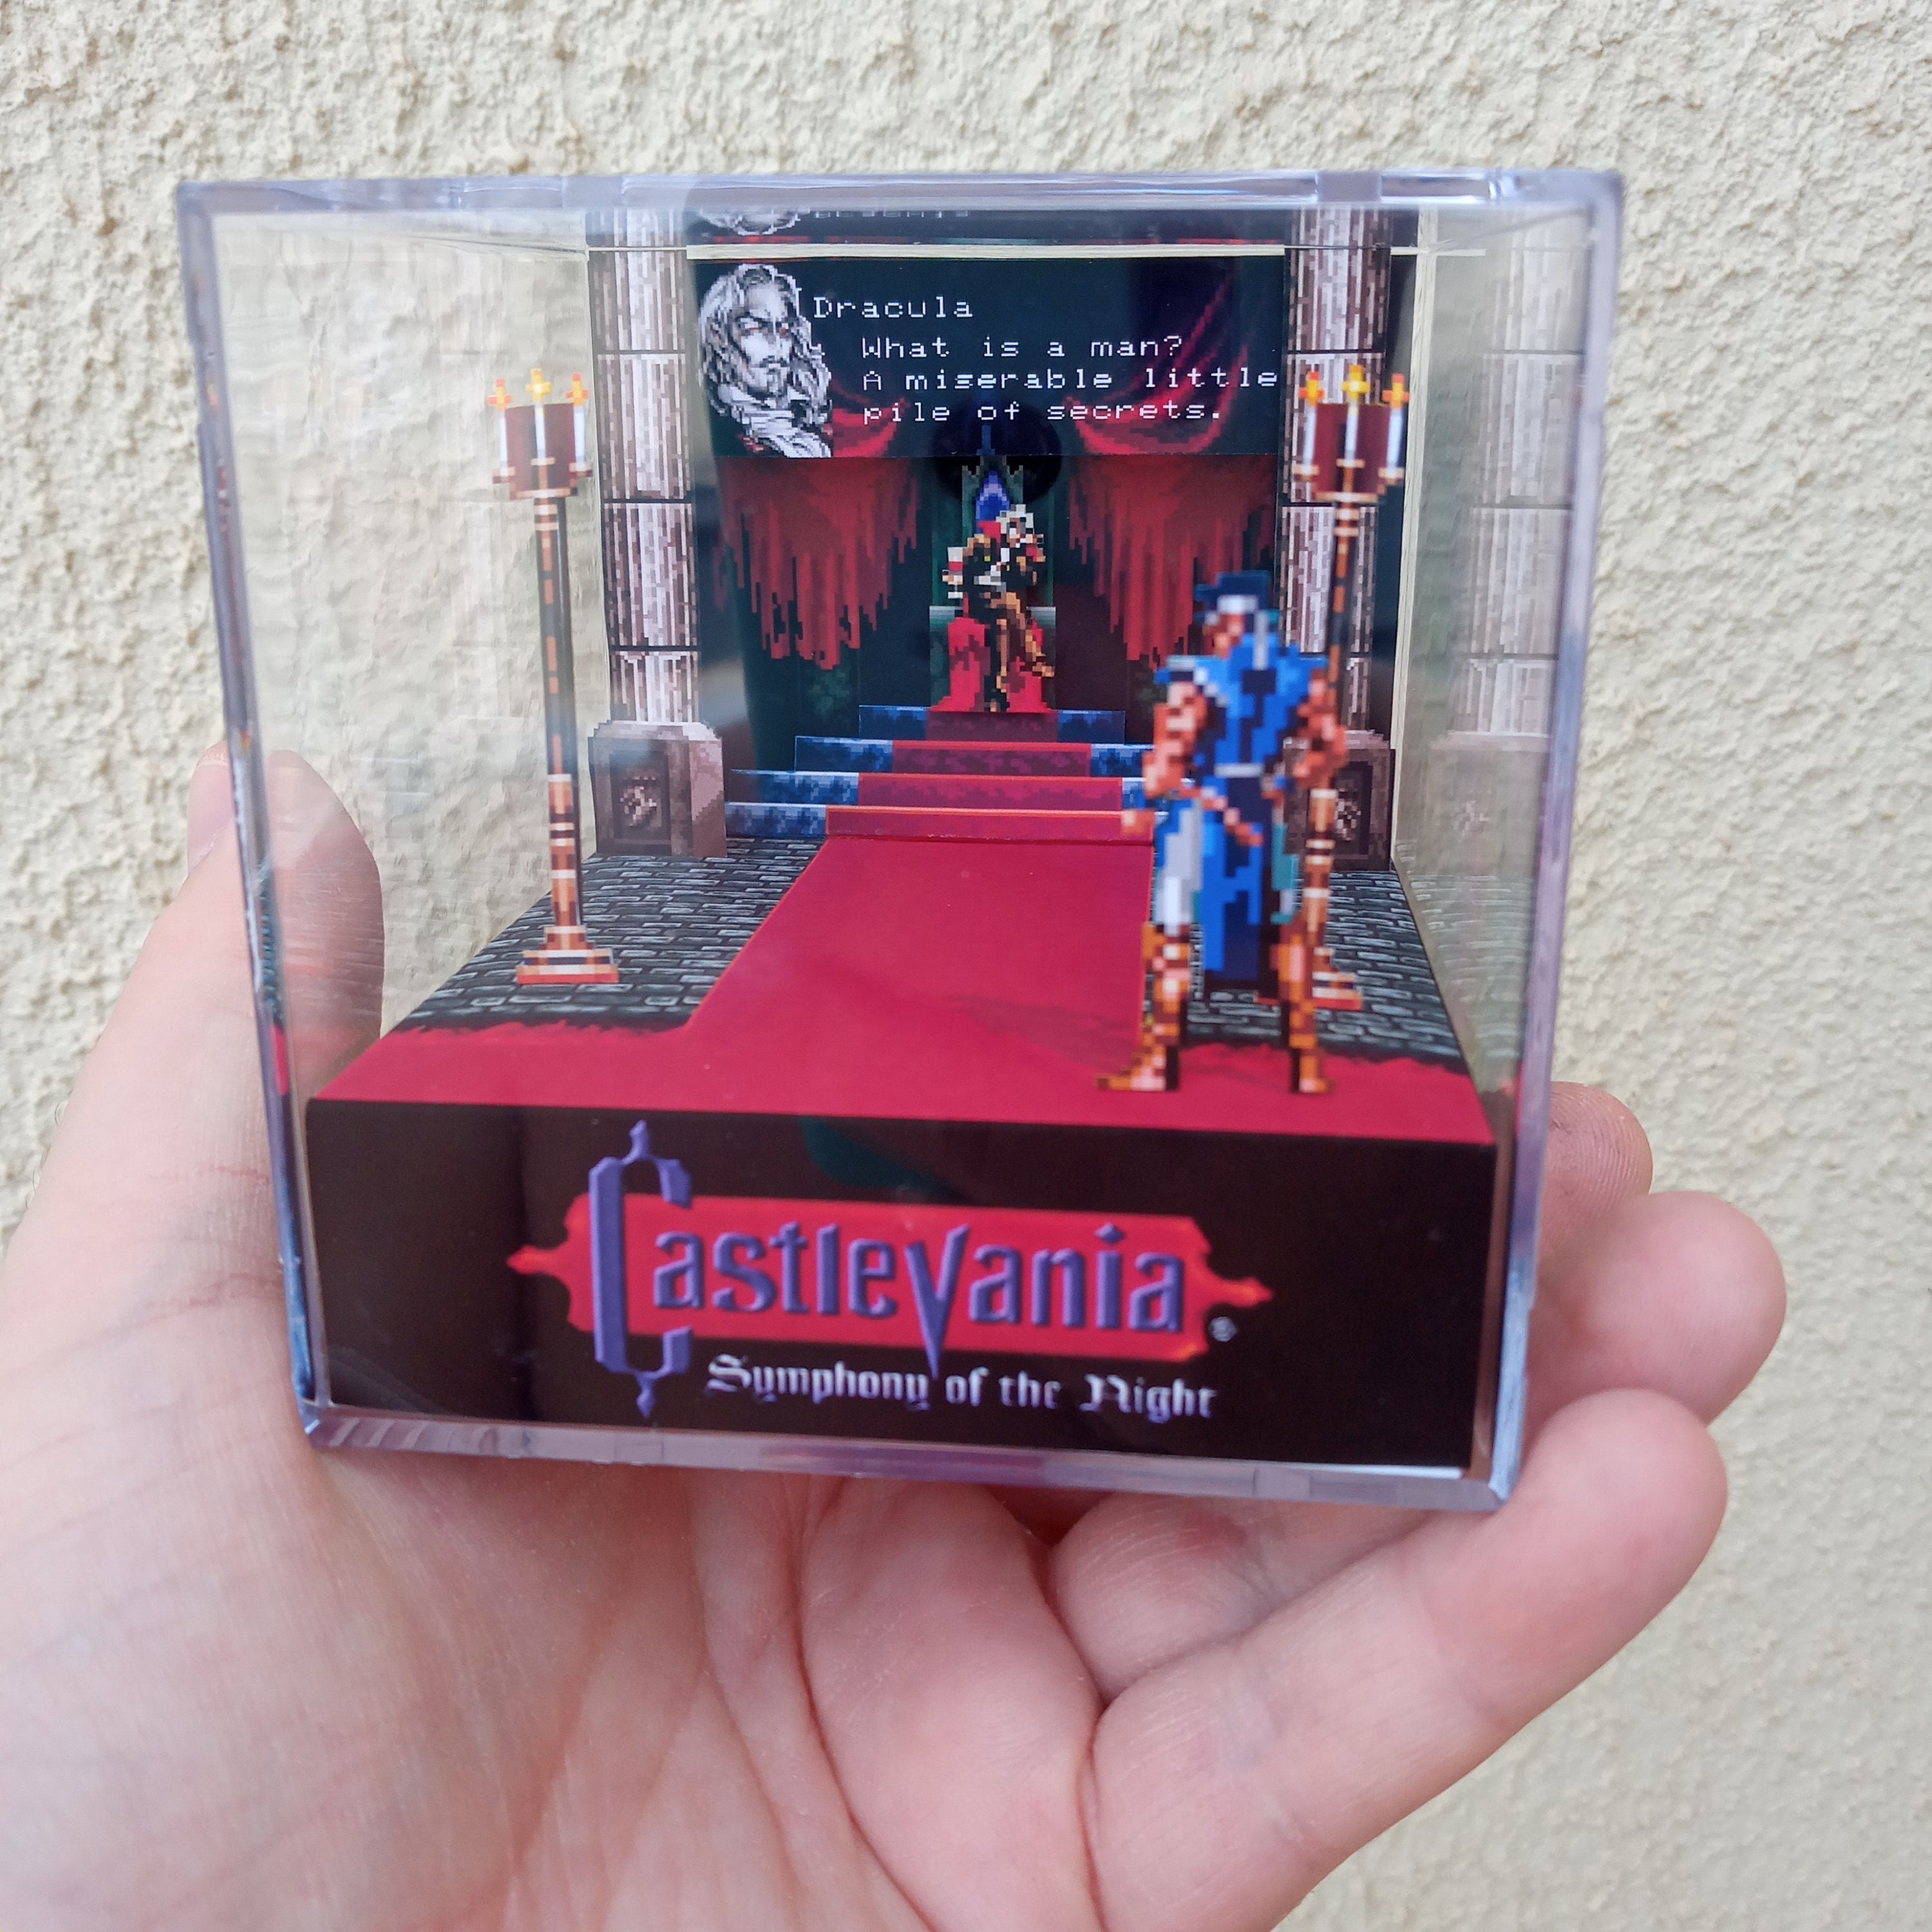 Dracula
What is a man?
A miserable little
pile of secrets.
Castlevania®
Symphony of the Night